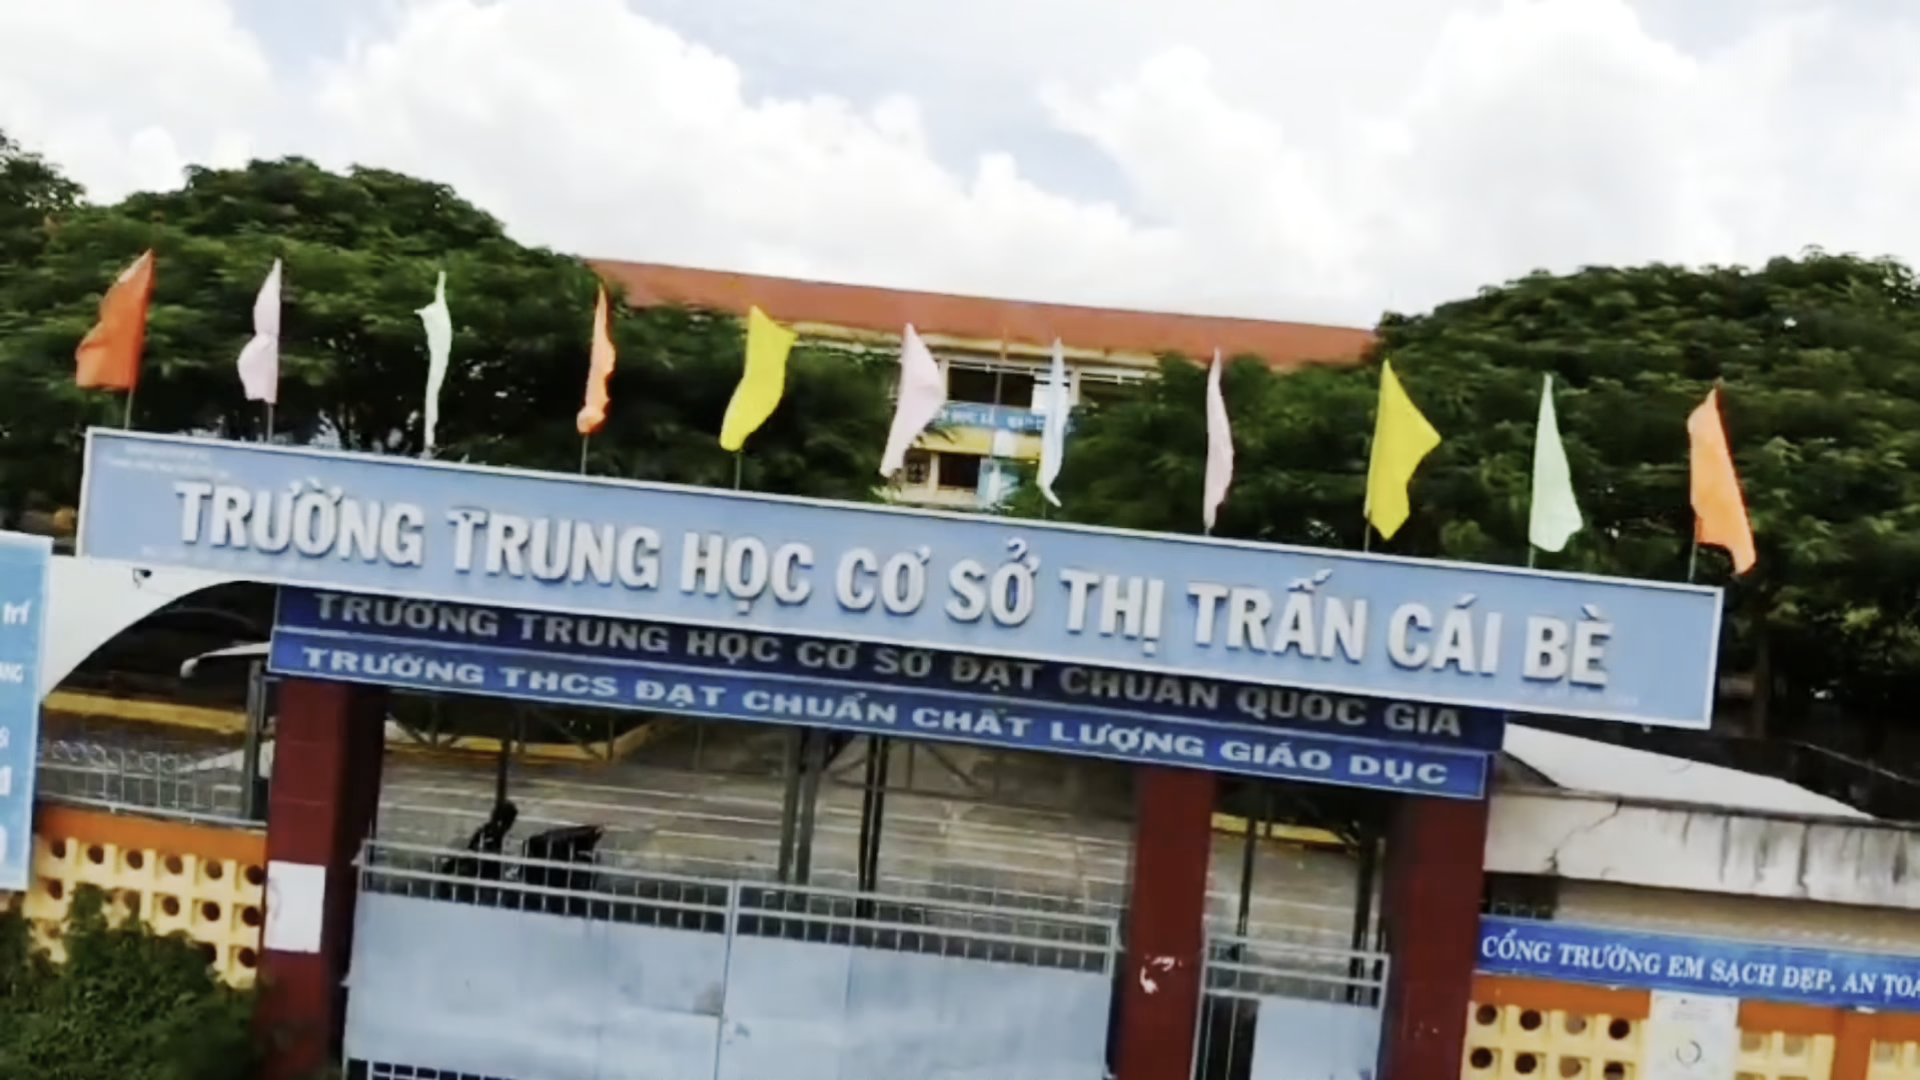 TRƯỜNG TRUNG HỌC CƠ SỞ THỊ TRẤN CÁI BÈ
TRƯỜNG TRUNG HỌC CƠ SỞ ĐẠT CHUẨN QUỐC GIA
TRƯỜNG THCS ĐẠT CHUẨN CHẤT LƯỢNG GIÁO DỤC
CỔNG TRƯỜNG EM SẠCH ĐẸP, AN TOÀ